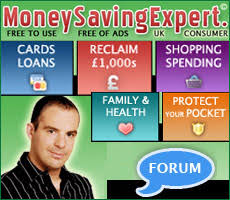 MoneySavingExpert.©
FREE TO USE FREE OF ADS UK CONSUMER
CARDS RECLAIM SHOPPING
LOANS £1,000s SPENDING
£
FAMILY & PROTECT
HEALTH YOUR POCKET
FORUM